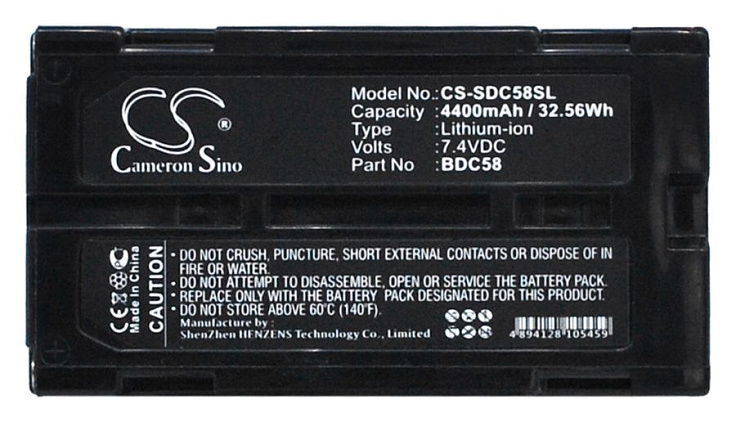 CS ®
Cameron Sino
Model No.:CS-SDC58SL
Capacity :4400mAh / 32.56Wh
Type :Lithium-ion
Volts :7.4VDC
Part No :BDC58
CE
Made In China
CAUTION
• DO NOT CRUSH, PUNCTURE, SHORT EXTERNAL CONTACTS OR DISPOSE OF IN
FIRE OR WATER.
• DO NOT ATTEMPT TO DISASSEMBLE, OPEN OR SERVICE THE BATTERY PACK.
• REPLACE ONLY WITH THE BATTERY PACK DESIGNATED FOR THIS PRODUCT.
• DO NOT STORE ABOVE 60°C (140°F).
Manufacture by :
ShenZhen HENZENS Technology Co., Limited
4 894128 105459